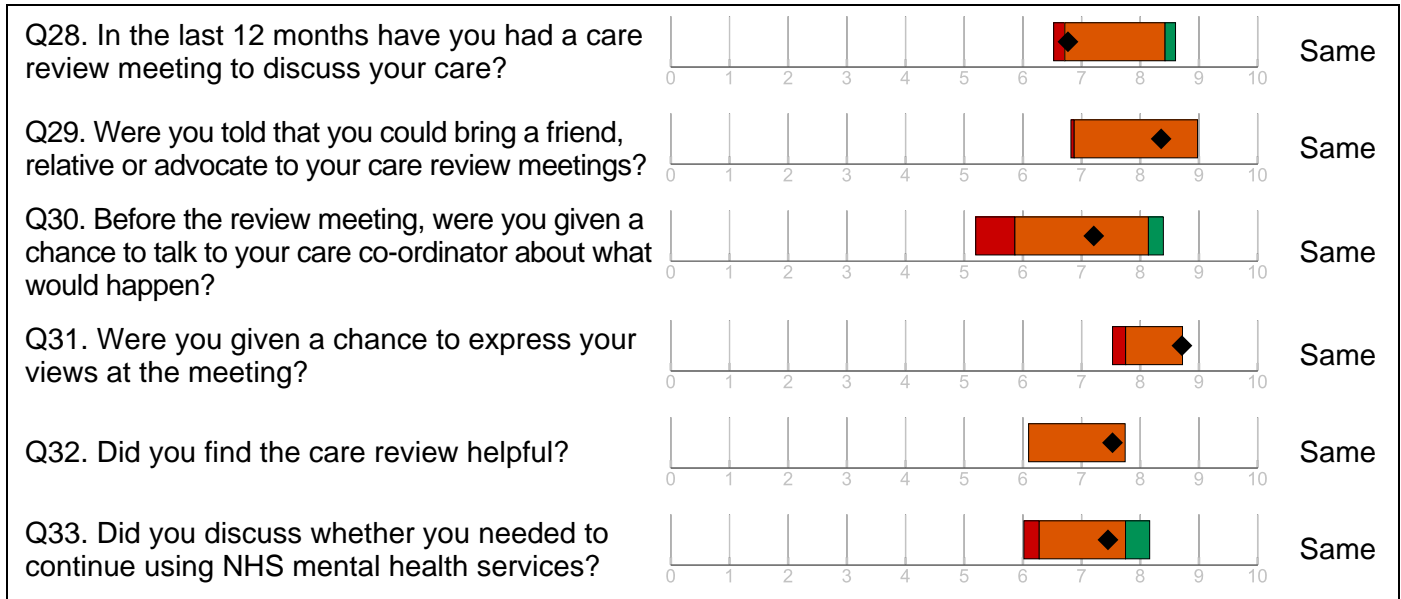 Q28. In the last 12 months have you had a care
review meeting to discuss your care?
0 1 2 3 4 5 6 7 8 9 10
Same
Q29. Were you told that you could bring a friend,
relative or advocate to your care review meetings?
0 1 2 3 4 5 6 7 8 9 10
Same
Q30. Before the review meeting, were you given a
chance to talk to your care co-ordinator about what
would happen?
0 1 2 3 4 5 6 7 8 9 10
Same
Q31. Were you given a chance to express your
views at the meeting?
0 1 2 3 4 5 6 7 8 9 10
Same
Q32. Did you find the care review helpful?
0 1 2 3 4 5 6 7 8 9 10
Same
Q33. Did you discuss whether you needed to
continue using NHS mental health services?
0 1 2 3 4 5 6 7 8 9 10
Same